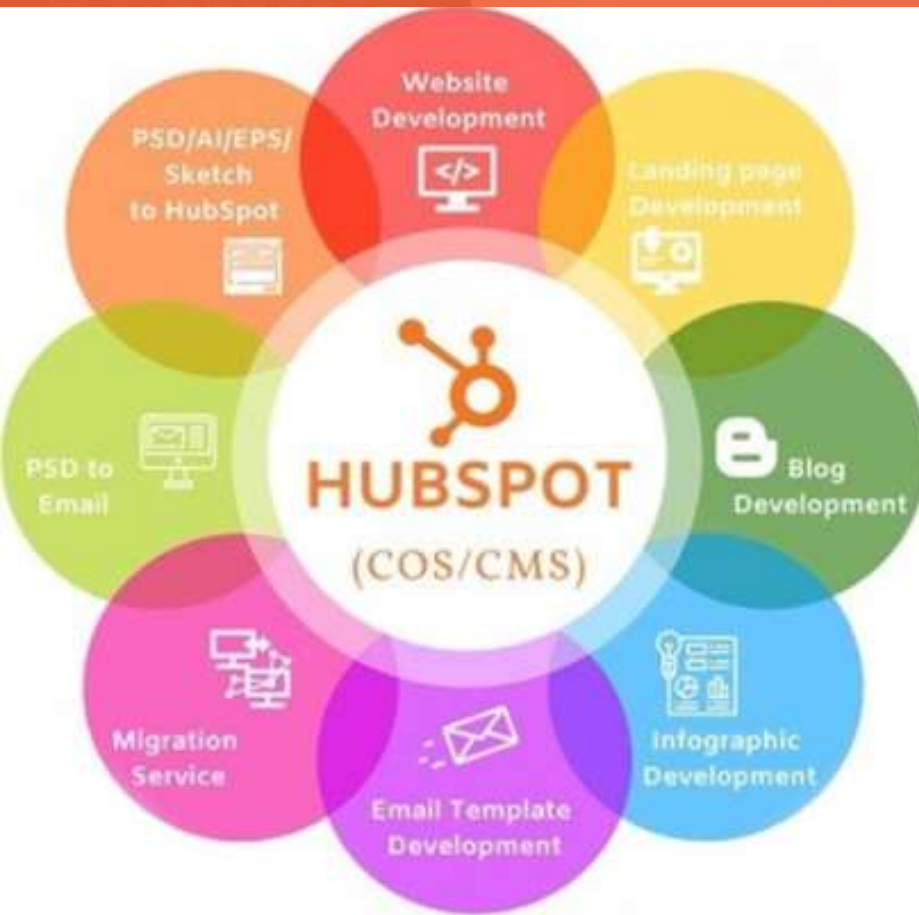 Website
Development
Landing page
Development
Blog
Development
Infographic
Development
Email Template
Development
Migration
Service
PSD to
Email
PSD/AI/EPS/
Sketch
to HubSpot
HUBSPOT
(COS/CMS)